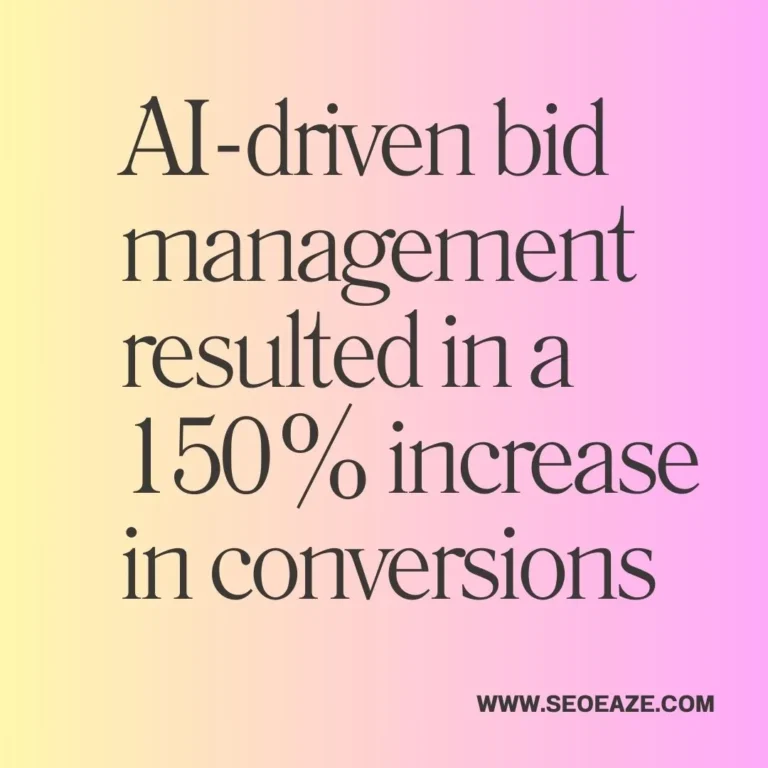 AI-driven bid
management
resulted in a
150% increase
in conversions
WWW.SEOEAZE.COM